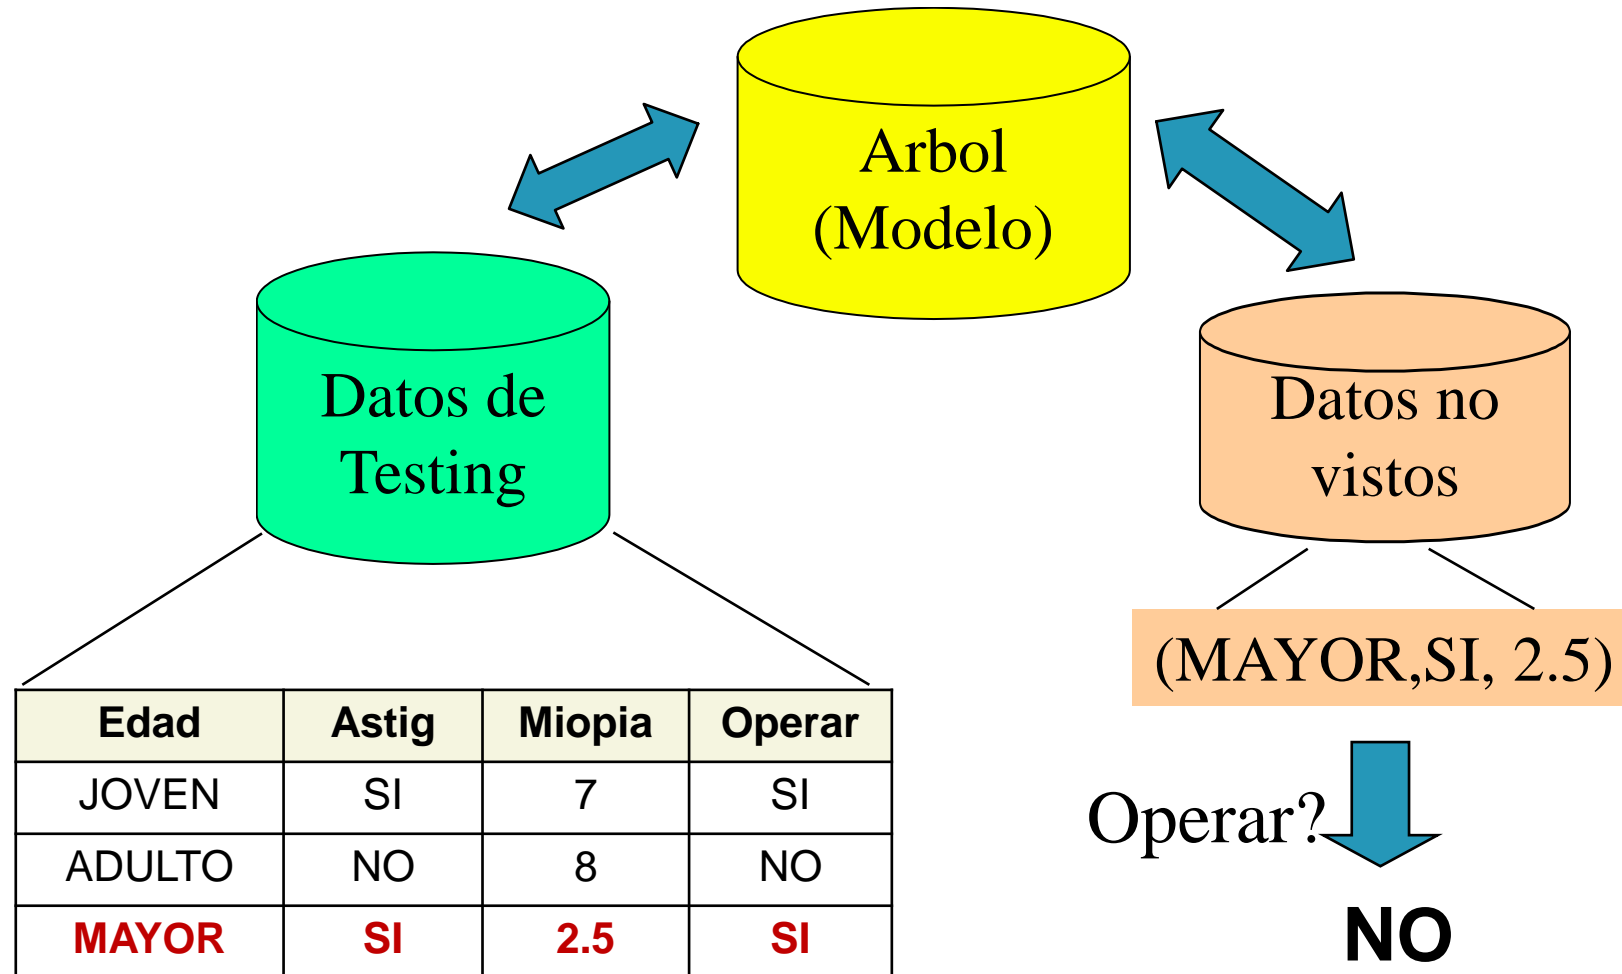 Arbol
(Modelo)
Datos de
Testing
Datos no
vistos
(MAYOR,SI, 2.5)
Edad Astig Miopia Operar
JOVEN SI 7 SI
ADULTO NO 8 NO
MAYOR SI 2.5 SI
Operar?
NO